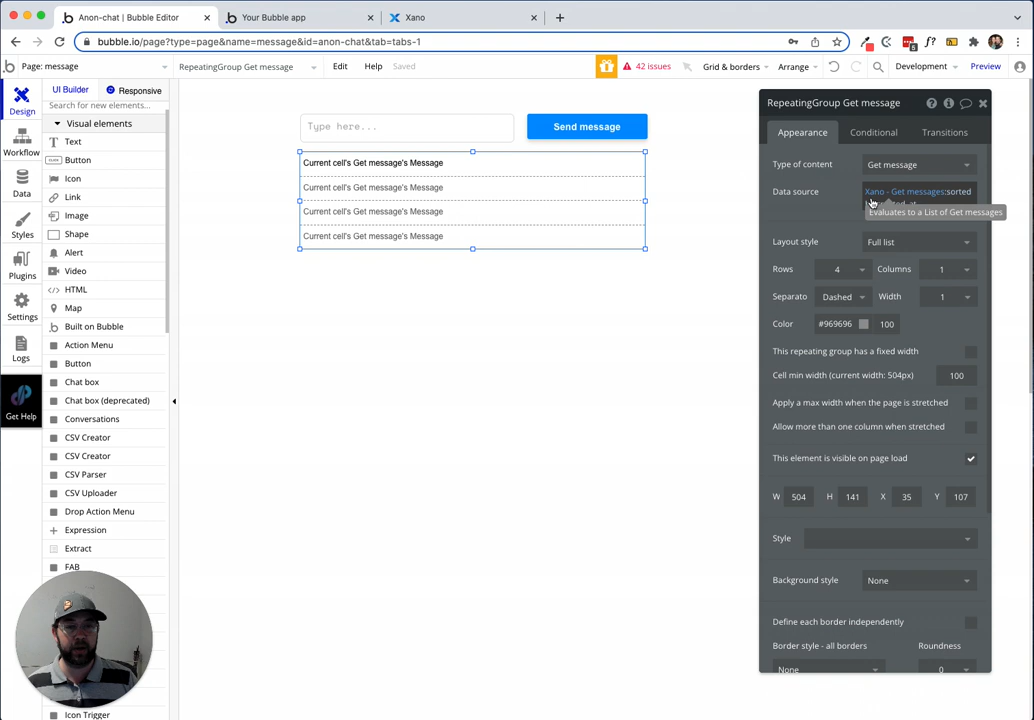 Anon-chat | Bubble Editor
Your Bubble app
Xano
bubble.io/page?type=page&name=message&id=anon-chat&tab=tabs-1
5
f?
Page: message
RepeatingGroup Get message
Edit
Help
Saved
42 issues
Grid & borders
Arrange
Development
Preview
Design
Workflow
Data
Styles
Plugins
Settings
Logs
Get Help
UI Builder
Responsive
Search for new elements...
Visual elements
Text
Button
Icon
Link
Image
Shape
Alert
Video
HTML
Map
Built on Bubble
Action Menu
Button
Chat box
Chat box (deprecated)
Conversations
CSV Creator
CSV Creator
CSV Parser
CSV Uploader
Drop Action Menu
Expression
Extract
FAB
Icon Trigger
Type here...
Send message
Current cell's Get message's Message
Current cell's Get message's Message
Current cell's Get message's Message
Current cell's Get message's Message
RepeatingGroup Get message
Appearance
Conditional
Transitions
Type of content
Get message
Data source
Xano - Get messages:sorted
Evaluates to a List of Get messages
Layout style
Full list
Rows
4
Columns
1
Separato
Dashed
Width
1
Color
#969696
100
This repeating group has a fixed width
Cell min width (current width: 504px)
100
Apply a max width when the page is stretched
Allow more than one column when stretched
This element is visible on page load
W
504
H
141
X
35
Y
107
Style
Background style
None
Define each border independently
Border style - all borders
Roundness
None
0